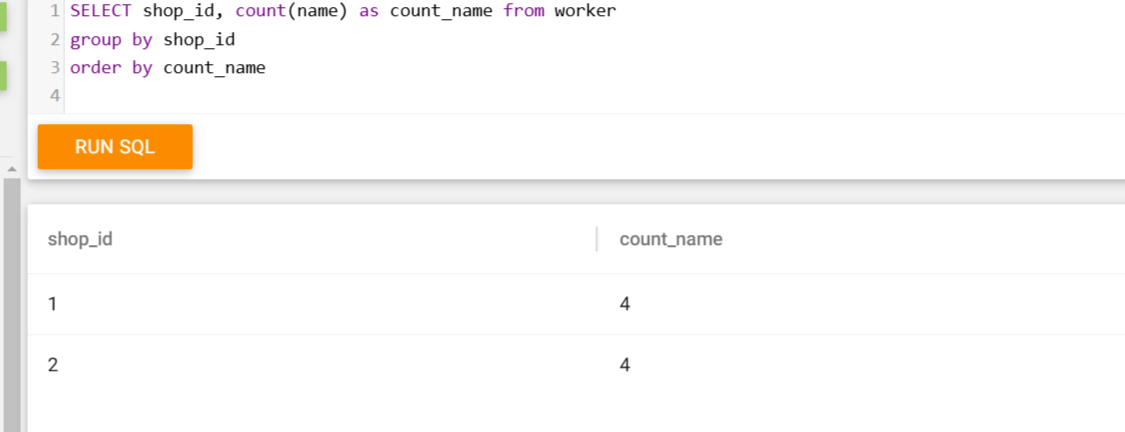 1 SELECT shop_id, count(name) as count_name from worker
2 group by shop_id
3 order by count_name
4
RUN SQL
shop_id count_name
1 4
2 4